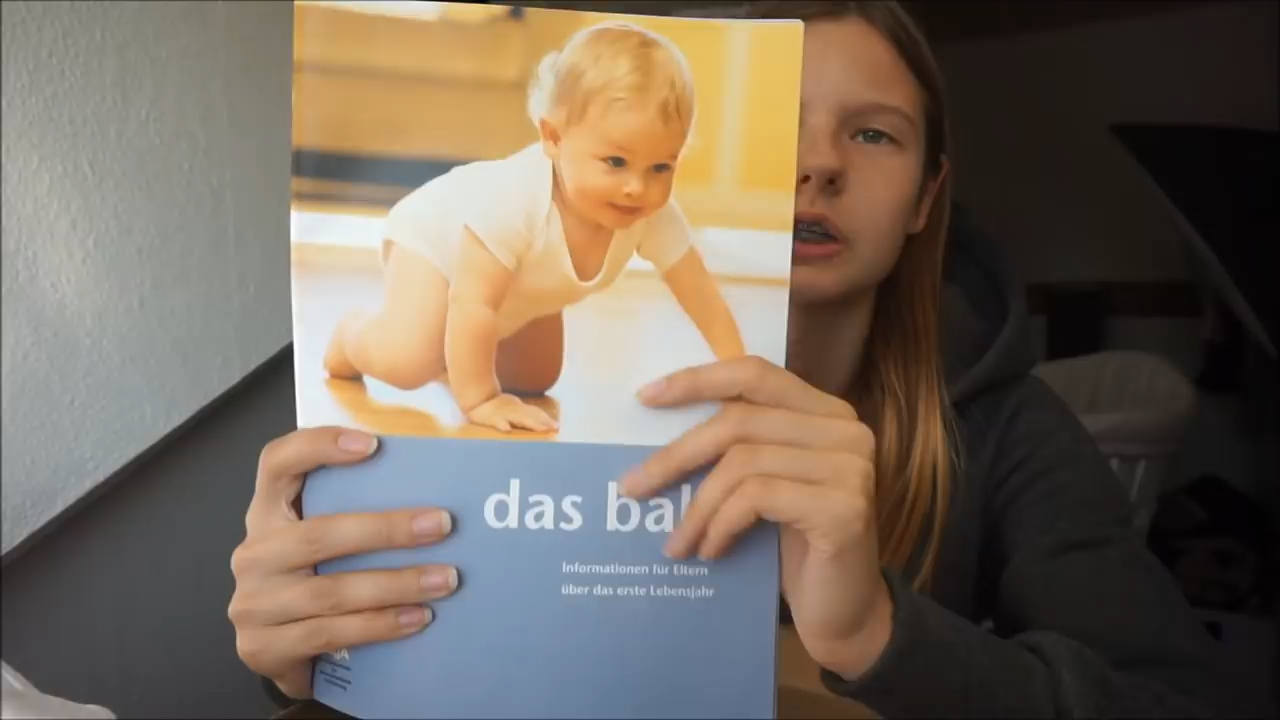 das ba
Informationen für Eltern
über das erste Lebensjahr